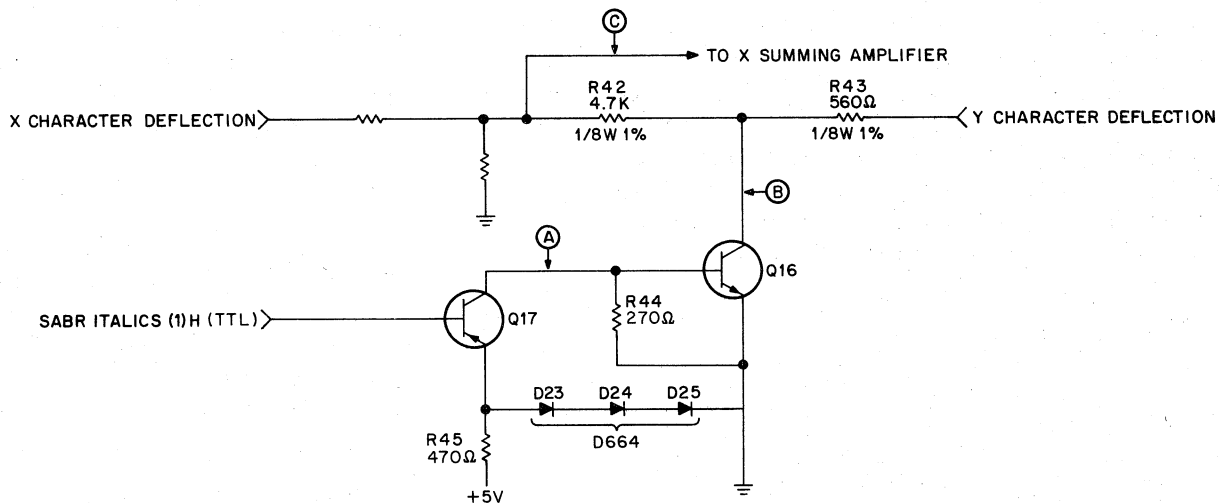 C
TO X SUMMING AMPLIFIER
R42
4.7K
1/8W 1%
R43
560Ω
1/8W 1%
X CHARACTER DEFLECTION
Y CHARACTER DEFLECTION
B
A
Q16
R44
270Ω
SABR ITALICS (1)H (TTL)
Q17
D23 D24 D25
D664
R45
470Ω
+5V